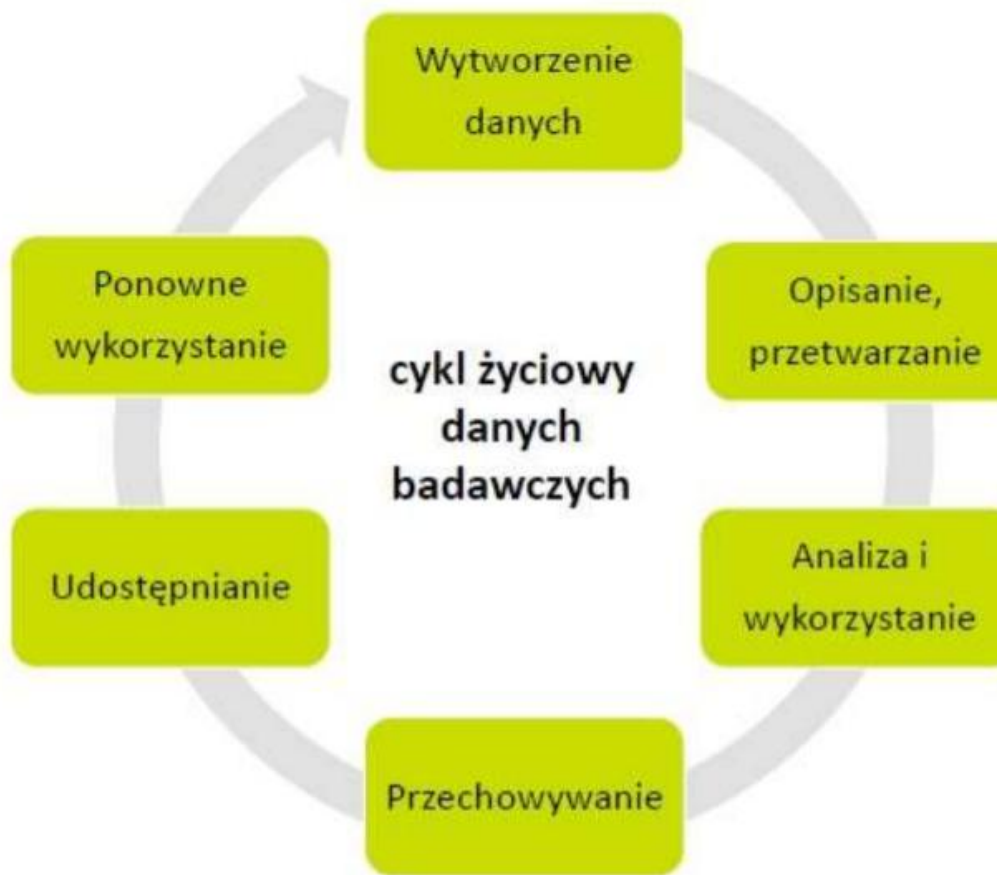 Wytworzenie
danych
Opisanie,
przetwarzanie
Analiza i
wykorzystanie
Przechowywanie
Udostępnianie
Ponowne
wykorzystanie
cykl życiowy
danych
badawczych